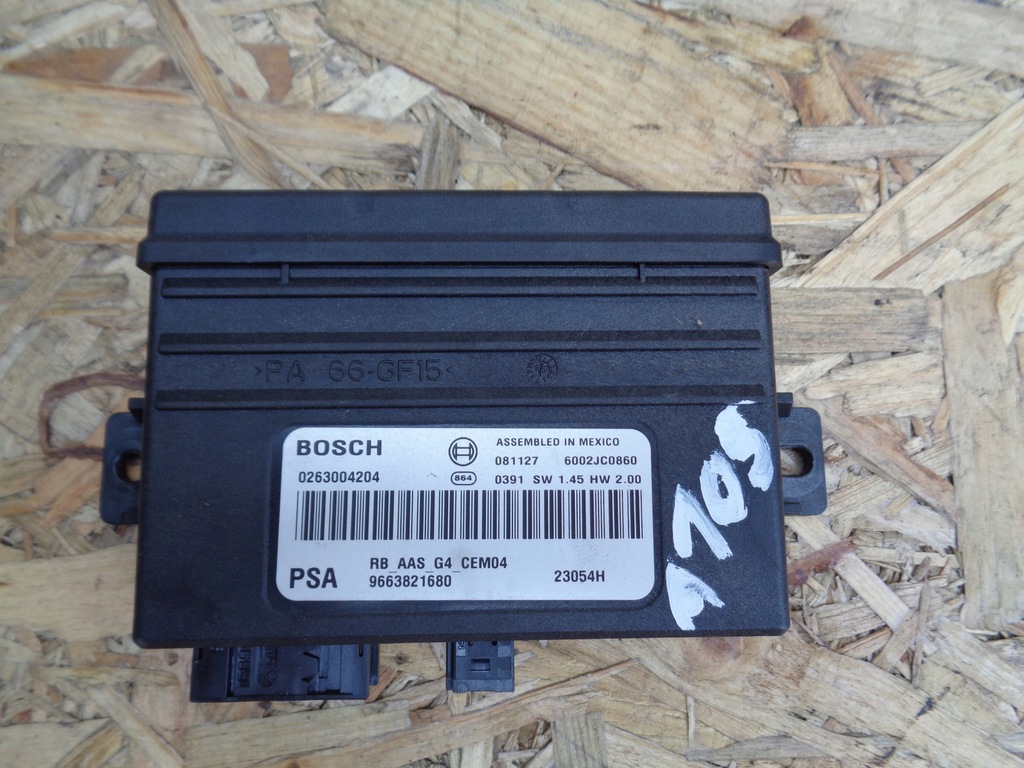 >PA 66-GF15<
BOSCH
ASSEMBLED IN MEXICO
081127 6002JC0860
0263004204
864
0391 SW 1.45 HW 2.00
RB_AAS_G4_CEM04
PSA
9663821680
23054H